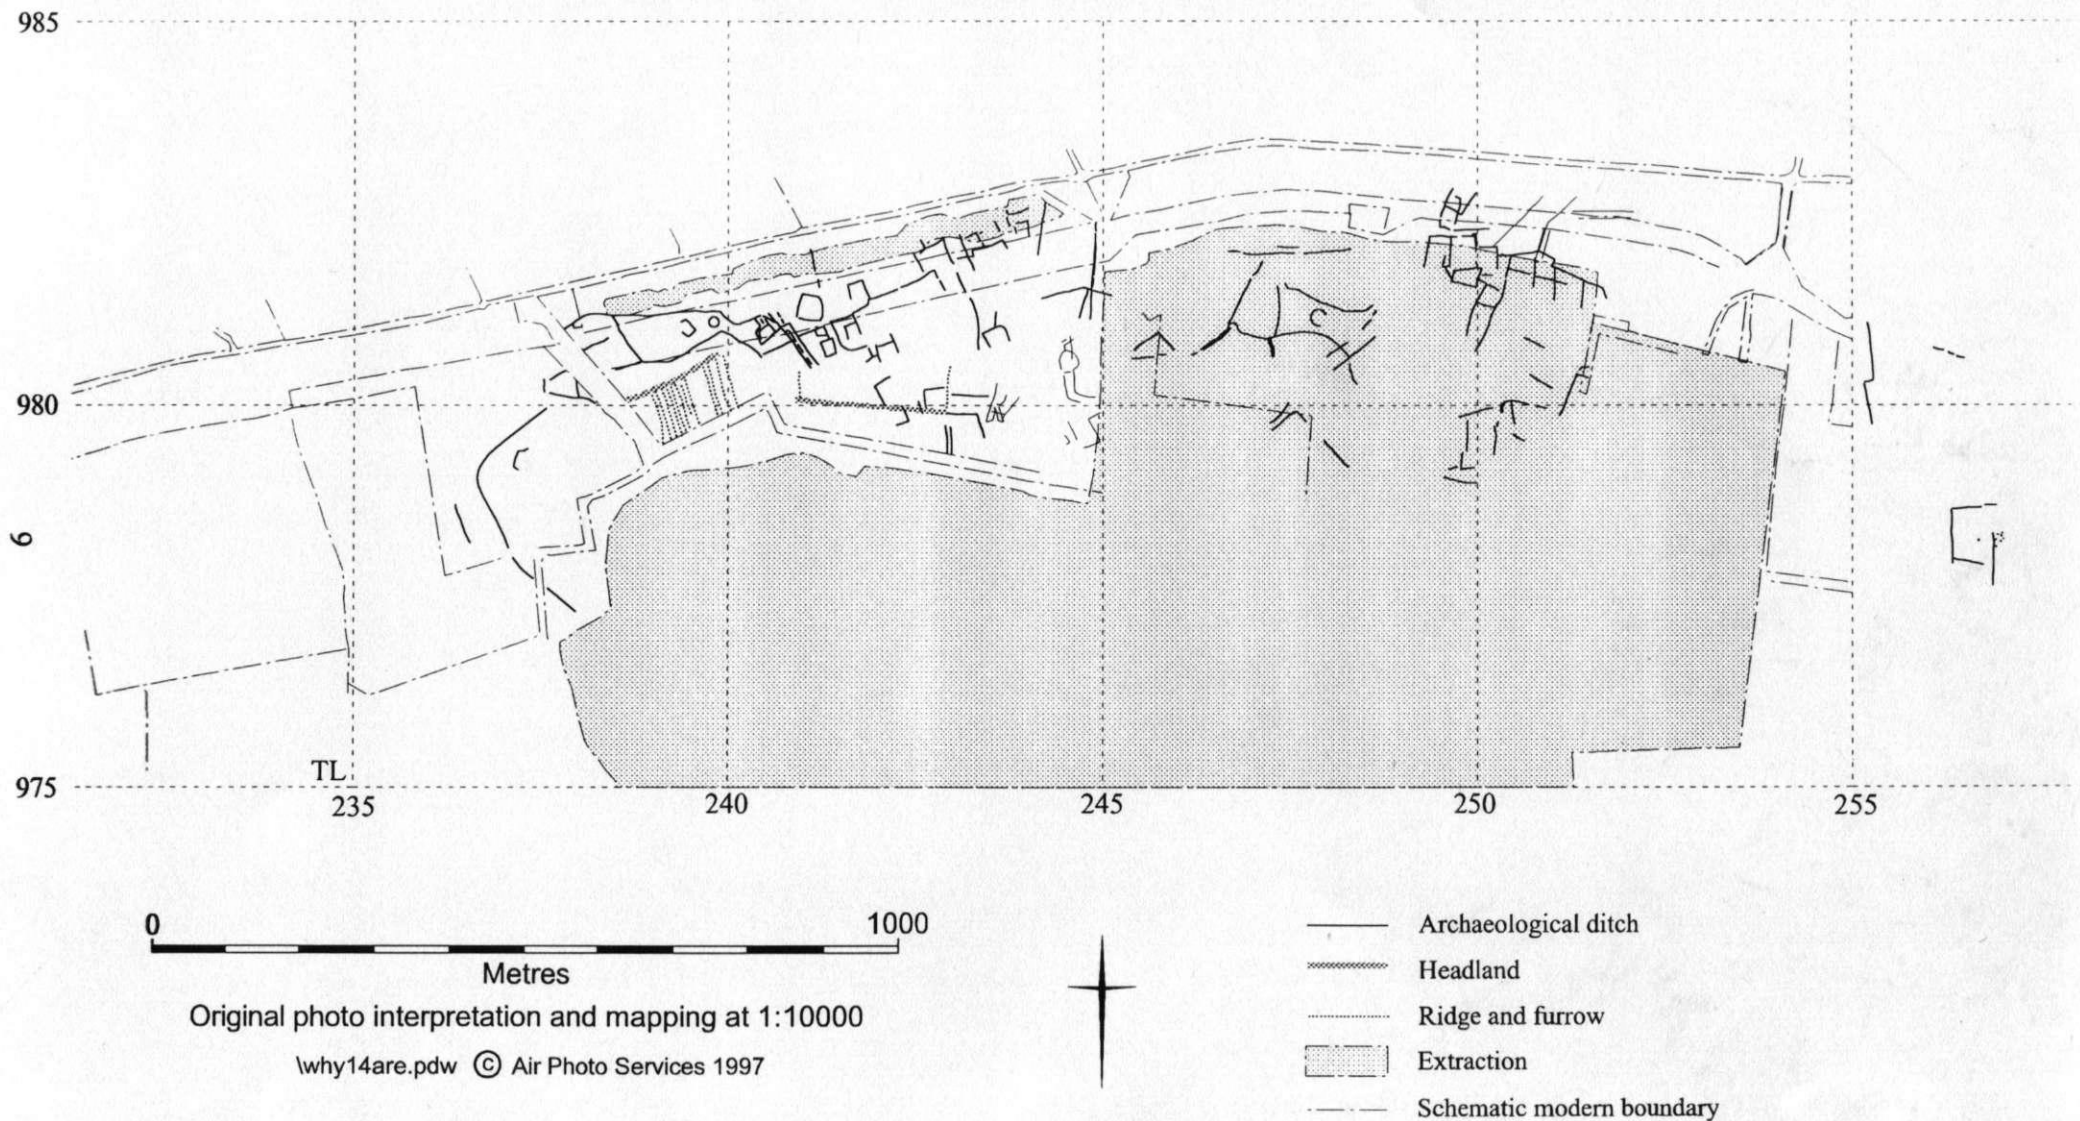 985
980
9
975
TL
235
240
245
250
255
0 1000
Metres
Original photo interpretation and mapping at 1:10000
\why14are.pdw © Air Photo Services 1997
Archaeological ditch
Headland
Ridge and furrow
Extraction
Schematic modern boundary